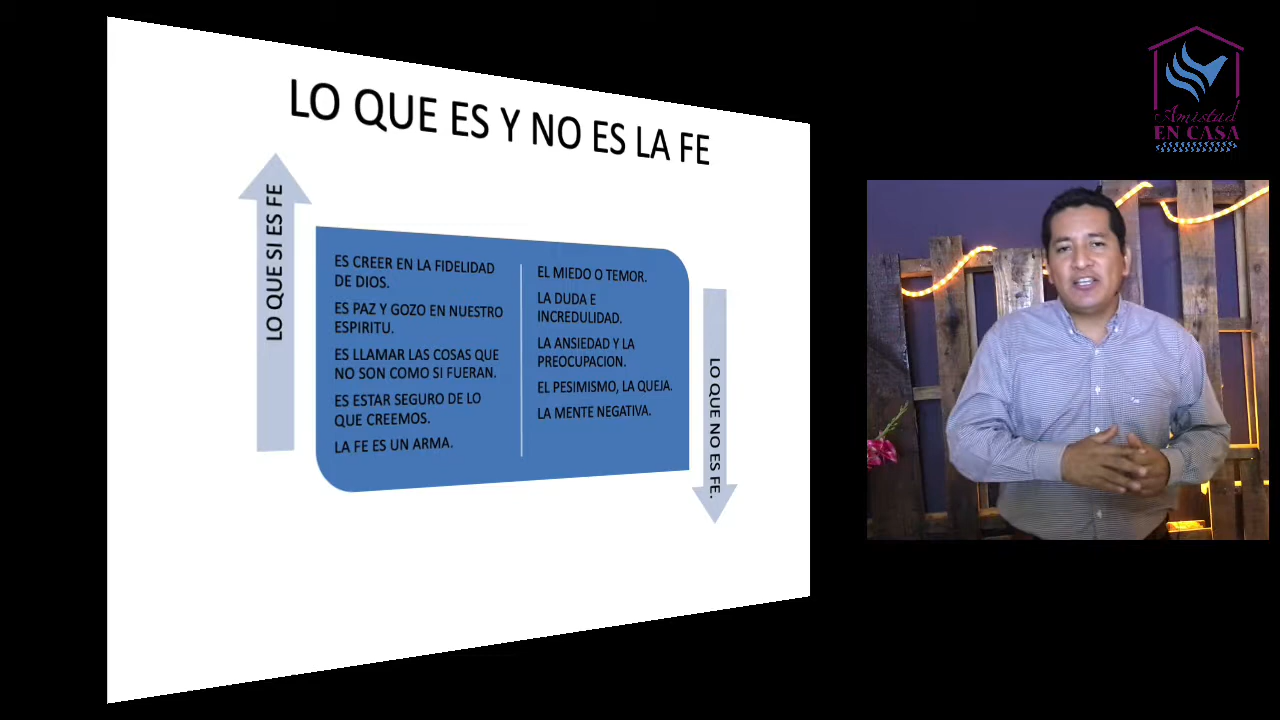 LO QUE ES Y NO ES LA FE
LO QUE SI ES FE
ES CREER EN LA FIDELIDAD
DE DIOS.
ES PAZ Y GOZO EN NUESTRO
ESPIRITU.
ES LLAMAR LAS COSAS QUE
NO SON COMO SI FUERAN.
ES ESTAR SEGURO DE LO
QUE CREEMOS.
LA FE ES UN ARMA.
EL MIEDO O TEMOR.
LA DUDA E
INCREDULIDAD.
LA ANSIEDAD Y LA
PREOCUPACION.
EL PESIMISMO, LA QUEJA.
LA MENTE NEGATIVA.
LO QUE NO ES FE.
Amistad
EN CASA